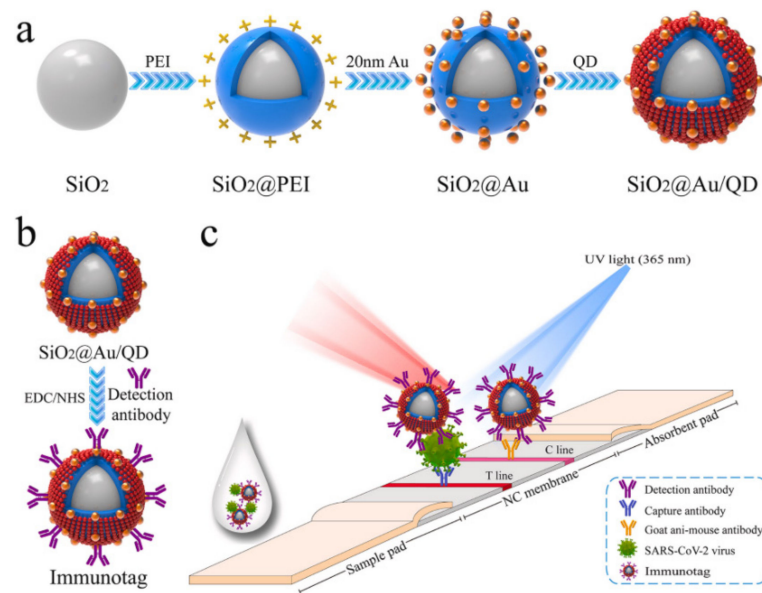 a
PEI
20nm Au
QD
SiO2
SiO2@PEI
SiO2@Au
SiO2@Au/QD
b
SiO2@Au/QD
EDC/NHS
Detection
antibody
Immunotag
c
UV light (365 nm)
C line
T line
Sample pad
NC membrane
Absorbent pad
Detection antibody
Capture antibody
Goat ani-mouse antibody
SARS-CoV-2 virus
Immunotag